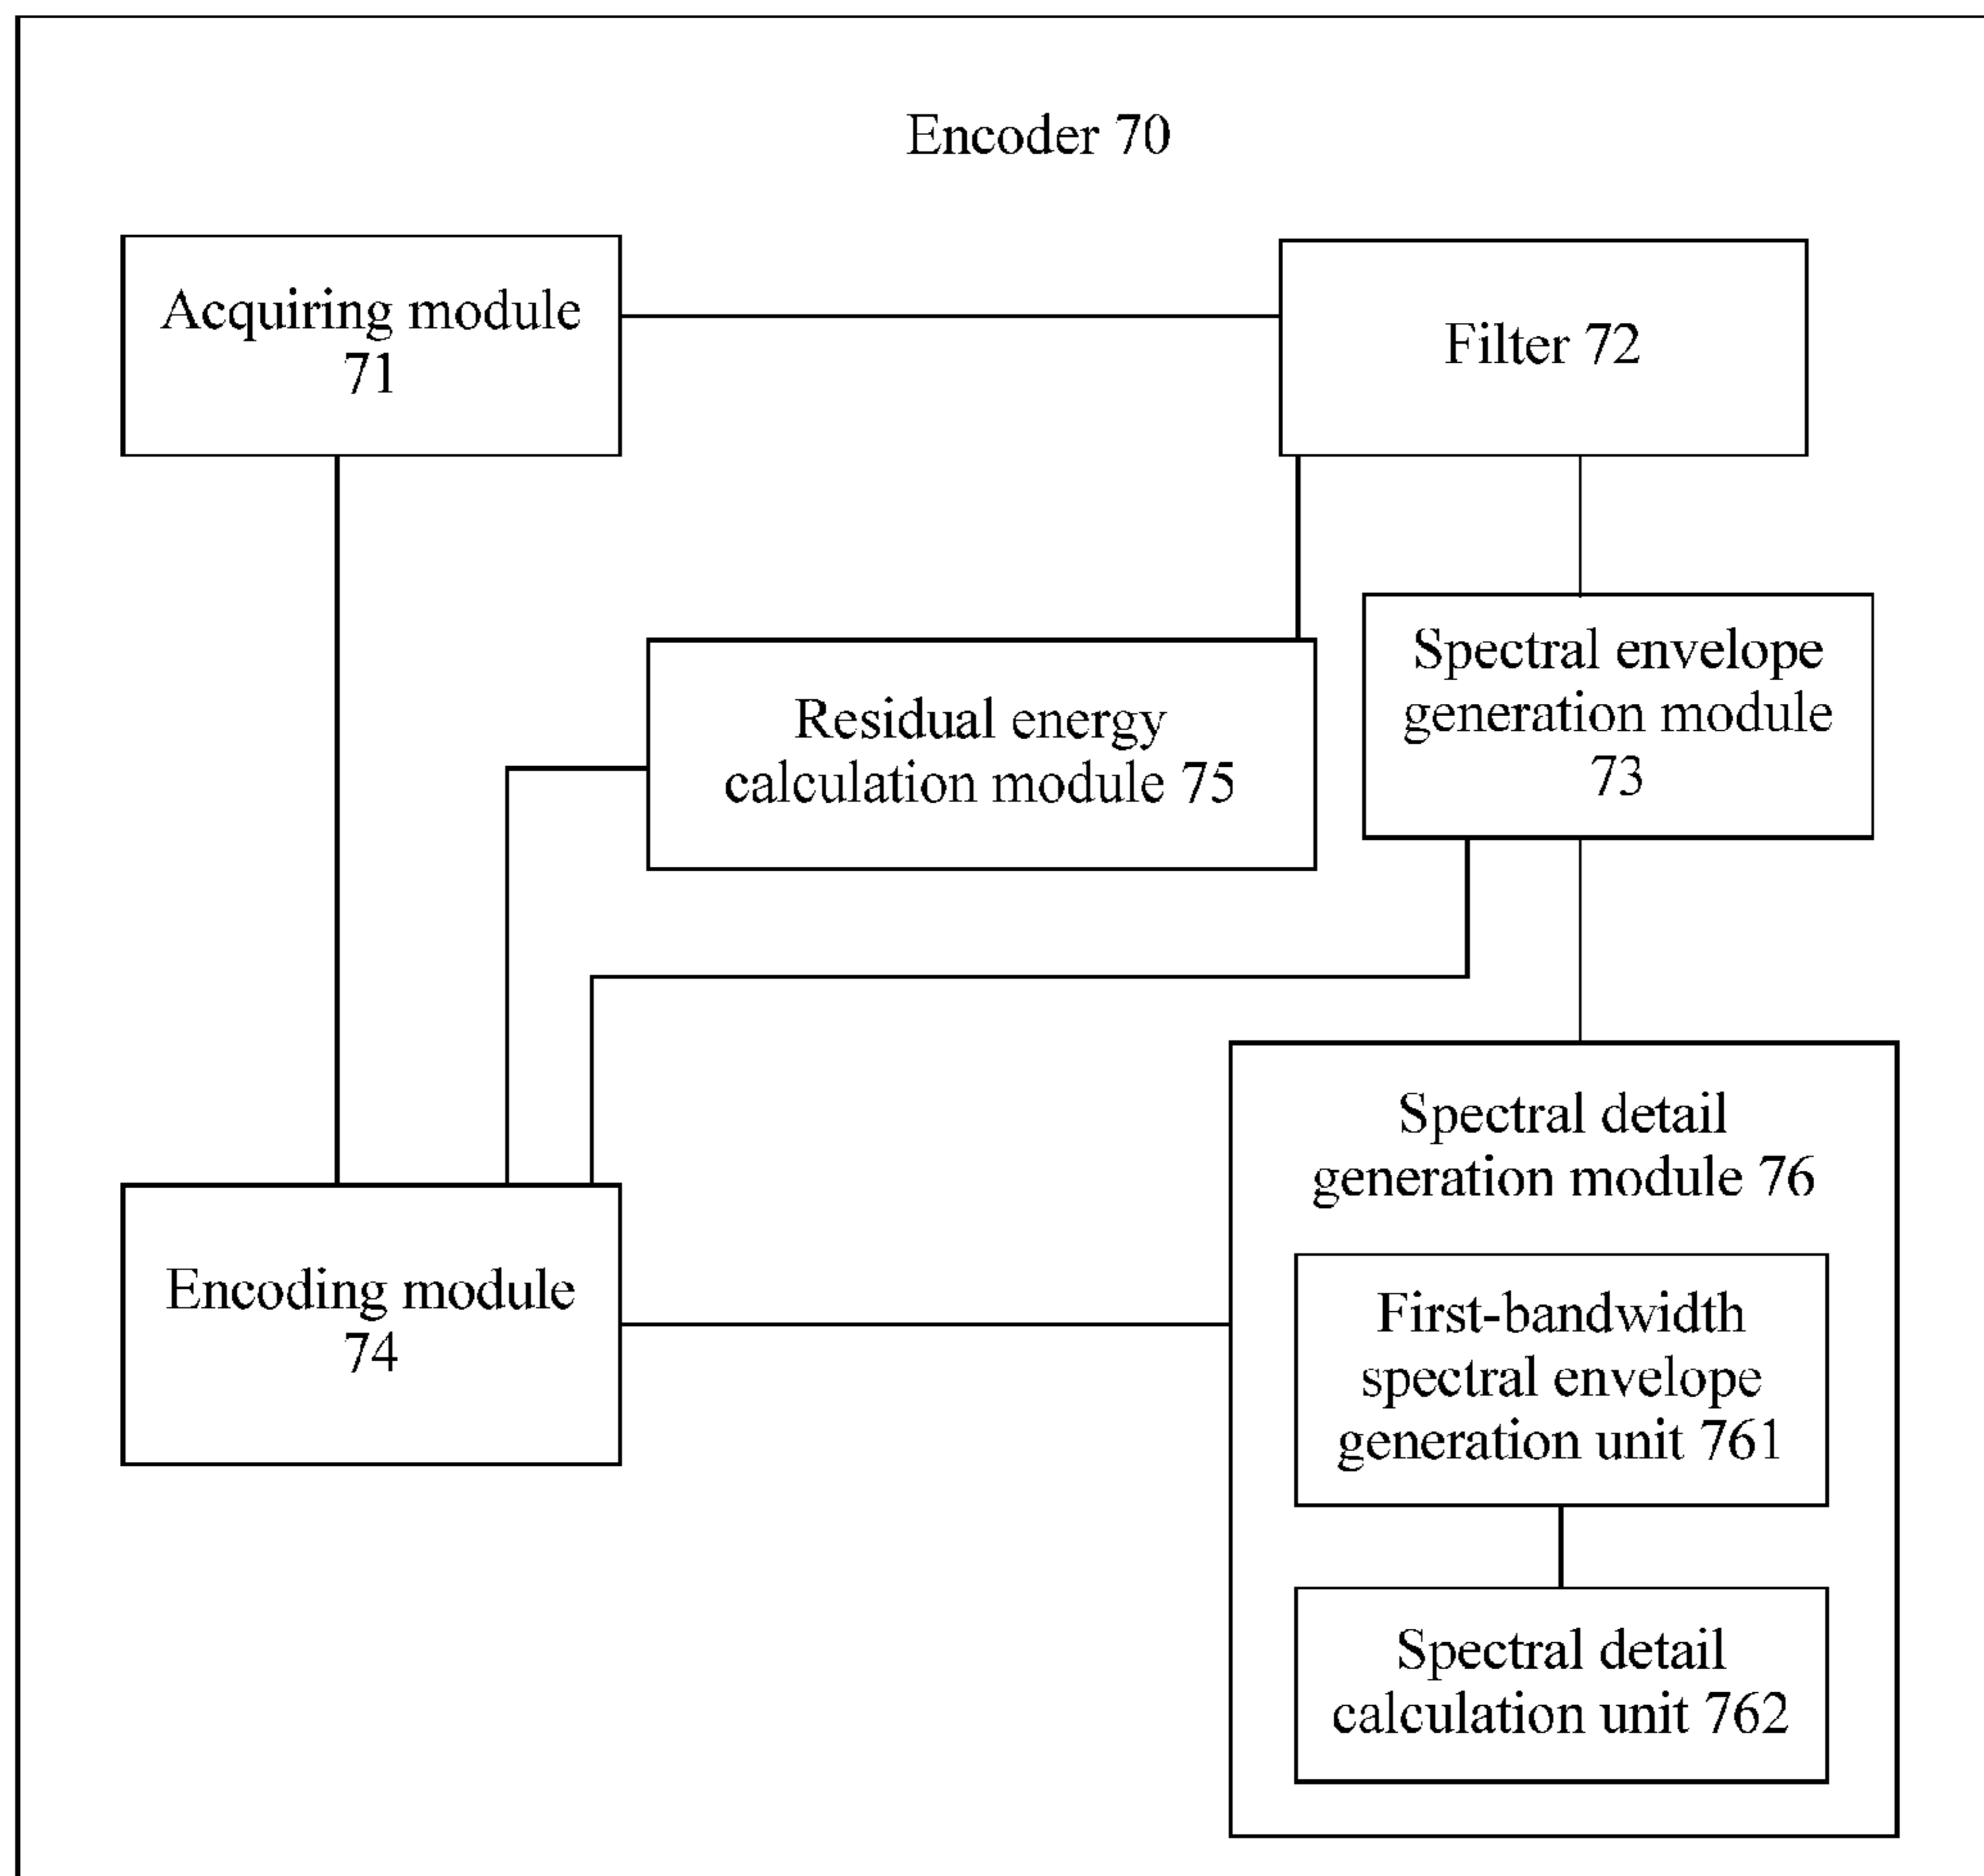 Encoder 70
Acquiring module
71
Filter 72
Spectral envelope
generation module
73
Residual energy
calculation module 75
Spectral detail
generation module 76
Encoding module
74
First-bandwidth
spectral envelope
generation unit 761
Spectral detail
calculation unit 762